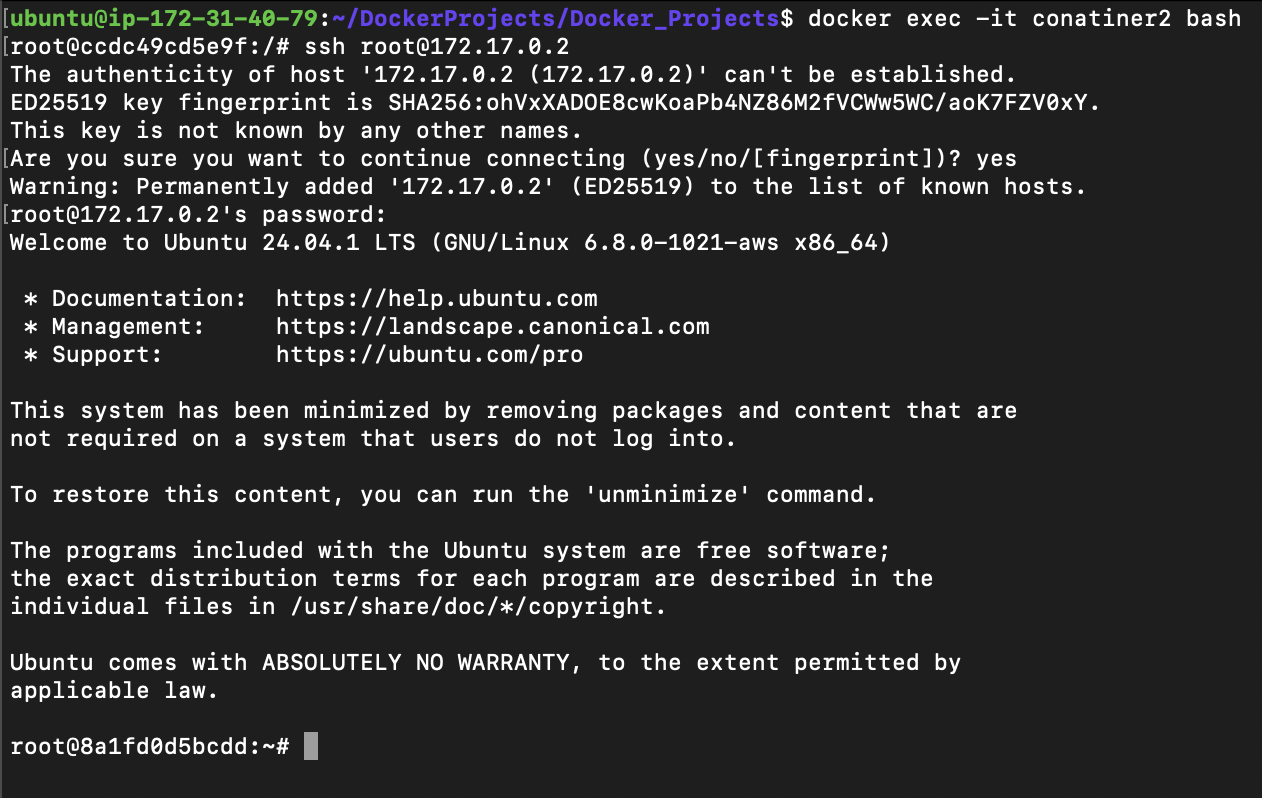 [ubuntu@ip-172-31-40-79:~/DockerProjects/Docker_Projects$ docker exec -it conatiner2 bash
[root@ccdc49cd5e9f:/# ssh root@172.17.0.2
The authenticity of host '172.17.0.2 (172.17.0.2)' can't be established.
ED25519 key fingerprint is SHA256:ohVxXADOE8cwKoaPb4NZ86M2fVCWw5WC/aoK7FZV0xY.
This key is not known by any other names.
[Are you sure you want to continue connecting (yes/no/[fingerprint])? yes
Warning: Permanently added '172.17.0.2' (ED25519) to the list of known hosts.
[root@172.17.0.2's password:
Welcome to Ubuntu 24.04.1 LTS (GNU/Linux 6.8.0-1021-aws x86_64)

 * Documentation:  https://help.ubuntu.com
 * Management:     https://landscape.canonical.com
 * Support:        https://ubuntu.com/pro

This system has been minimized by removing packages and content that are
not required on a system that users do not log into.

To restore this content, you can run the 'unminimize' command.

The programs included with the Ubuntu system are free software;
the exact distribution terms for each program are described in the
individual files in /usr/share/doc/*/copyright.

Ubuntu comes with ABSOLUTELY NO WARRANTY, to the extent permitted by
applicable law.

root@8a1fd0d5bcdd:~#